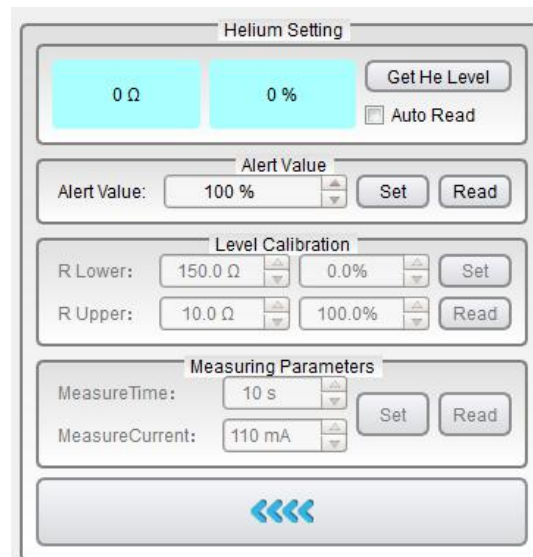 Helium Setting
0 Ω 0 % Get He Level
Auto Read
Alert Value
Alert Value: 100 % Set Read
Level Calibration
R Lower: 150.0 Ω 0.0% Set
R Upper: 10.0 Ω 100.0% Read
Measuring Parameters
MeasureTime: 10 s
Set Read
MeasureCurrent: 110 mA